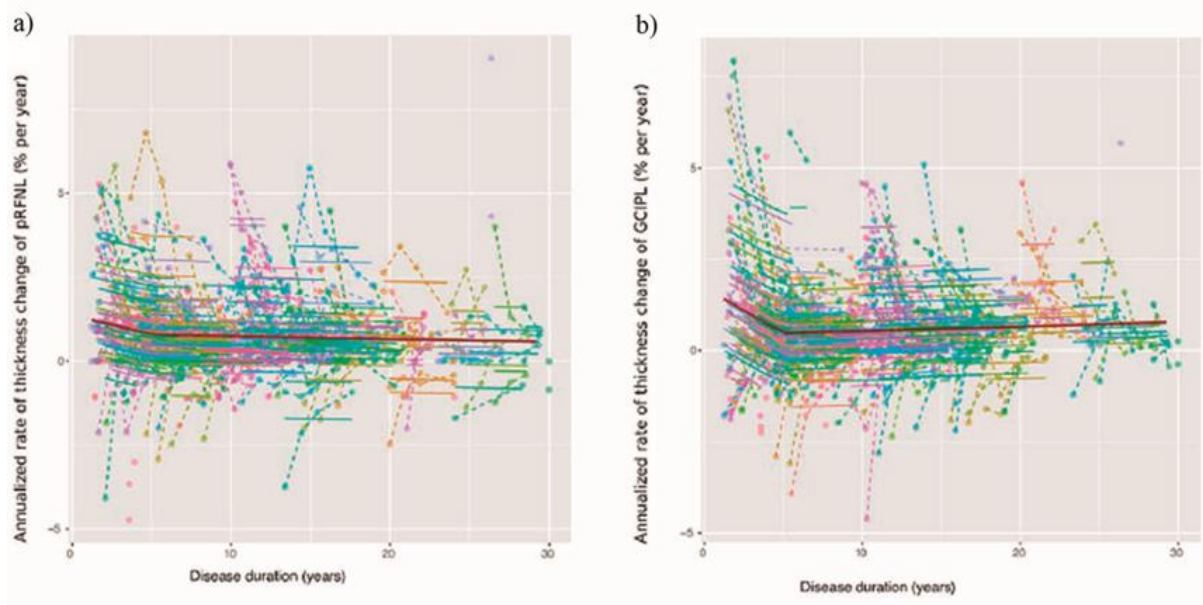 a)
b)
Annualized rate of thickness change of pRFNL (% per year)
5
0
−5
0
10
20
30
Disease duration (years)
Annualized rate of thickness change of GCIPL (% per year)
5
0
−5
0
10
20
30
Disease duration (years)